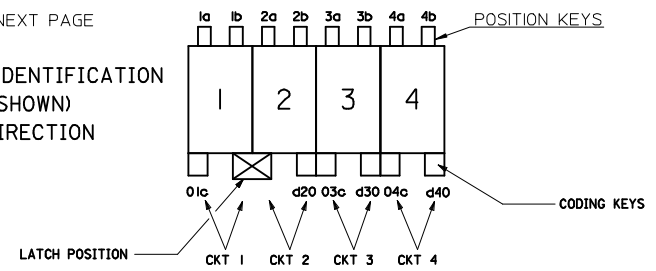 NEXT PAGE
1a 1b 2a 2b 3a 3b 4a 4b
POSITION KEYS
DENTIFICATION
SHOWN)
IRECTION
1 2 3 4
01c d20 03c d30 04c d40
CODING KEYS
LATCH POSITION
CKT 1 CKT 2 CKT 3 CKT 4